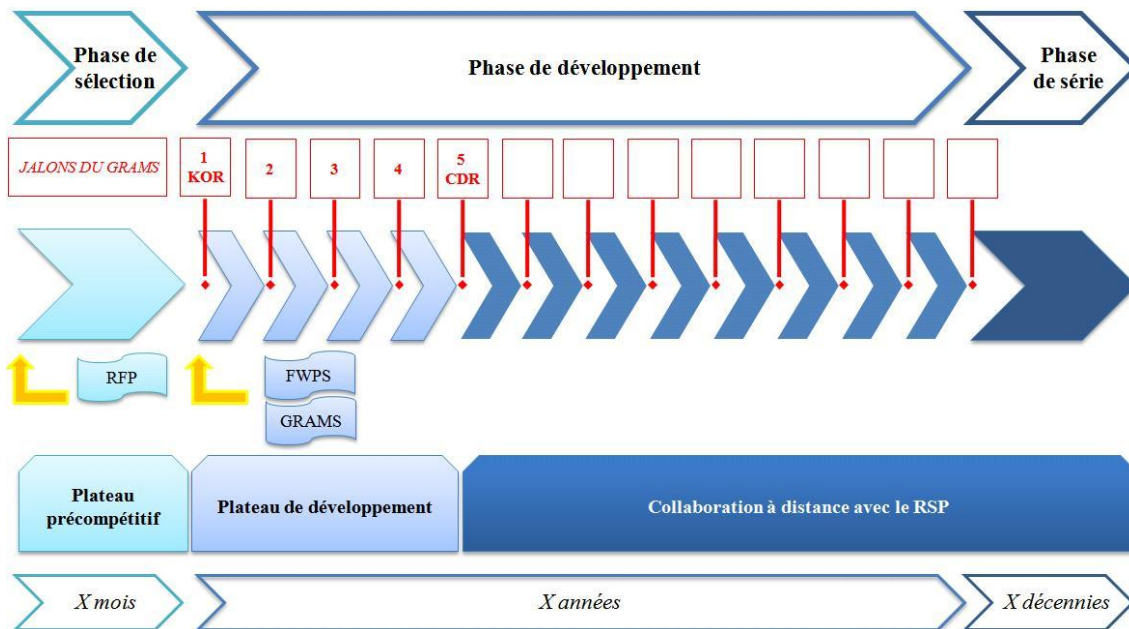 Phase de
sélection
Phase de développement
Phase
de série
JALONS DU GRAMS
1
KOR
2
3
4
5
CDR
RFP
FWPS
GRAMS
Plateau
précompétitif
Plateau de développement
Collaboration à distance avec le RSP
X mois
X années
X décennies